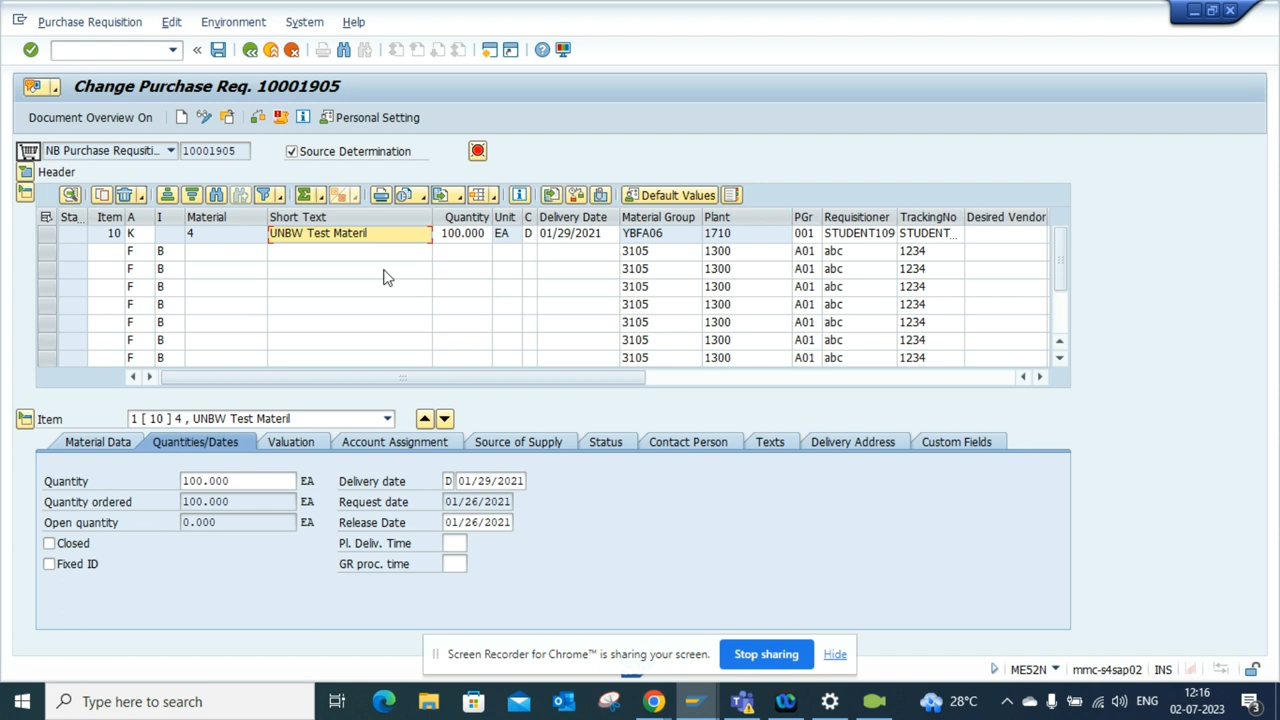 Purchase Requisition Edit Environment System Help
Change Purchase Req. 10001905
Document Overview On Personal Setting
NB Purchase Requsiti... 10001905 Source Determination
Header
Default Values
Sta... Item A I Material Short Text Quantity Unit C Delivery Date Material Group Plant PGr Requisitioner TrackingNo Desired Vendor
10 K 4 UNBW Test Materil 100.000 EA D 01/29/2021 YBFA06 1710 001 STUDENT109 STUDENT_...
F B 3105 1300 A01 abc 1234
F B 3105 1300 A01 abc 1234
F B 3105 1300 A01 abc 1234
F B 3105 1300 A01 abc 1234
F B 3105 1300 A01 abc 1234
F B 3105 1300 A01 abc 1234
F B 3105 1300 A01 abc 1234
Item 1 [ 10 ] 4 , UNBW Test Materil
Material Data Quantities/Dates Valuation Account Assignment Source of Supply Status Contact Person Texts Delivery Address Custom Fields
Quantity 100.000 EA Delivery date D 01/29/2021
Quantity ordered 100.000 EA Request date 01/26/2021
Open quantity 0.000 EA Release Date 01/26/2021
Closed Pl. Deliv. Time
Fixed ID GR proc. time
Screen Recorder for Chrome™ is sharing your screen. Stop sharing Hide
ME52N mmc-s4sap02 INS
Type here to search 28°C ENG 12:16
02-07-2023 3